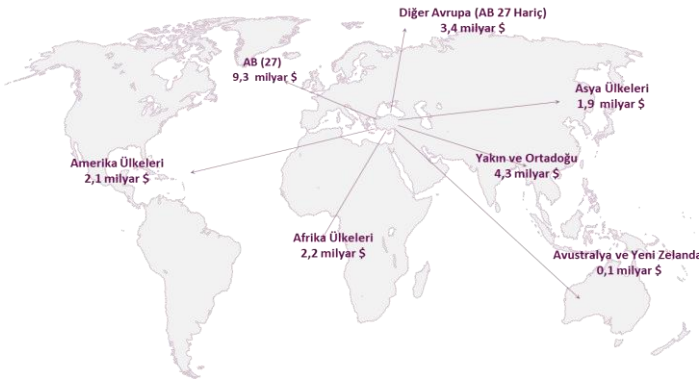 Diğer Avrupa (AB 27 Hariç)
3,4 milyar $
AB (27)
9,3 milyar $
Asya Ülkeleri
1,9 milyar $
Amerika Ülkeleri
2,1 milyar $
Yakın ve Ortadoğu
4,3 milyar $
Afrika Ülkeleri
2,2 milyar $
Avustralya ve Yeni Zelanda
0,1 milyar $